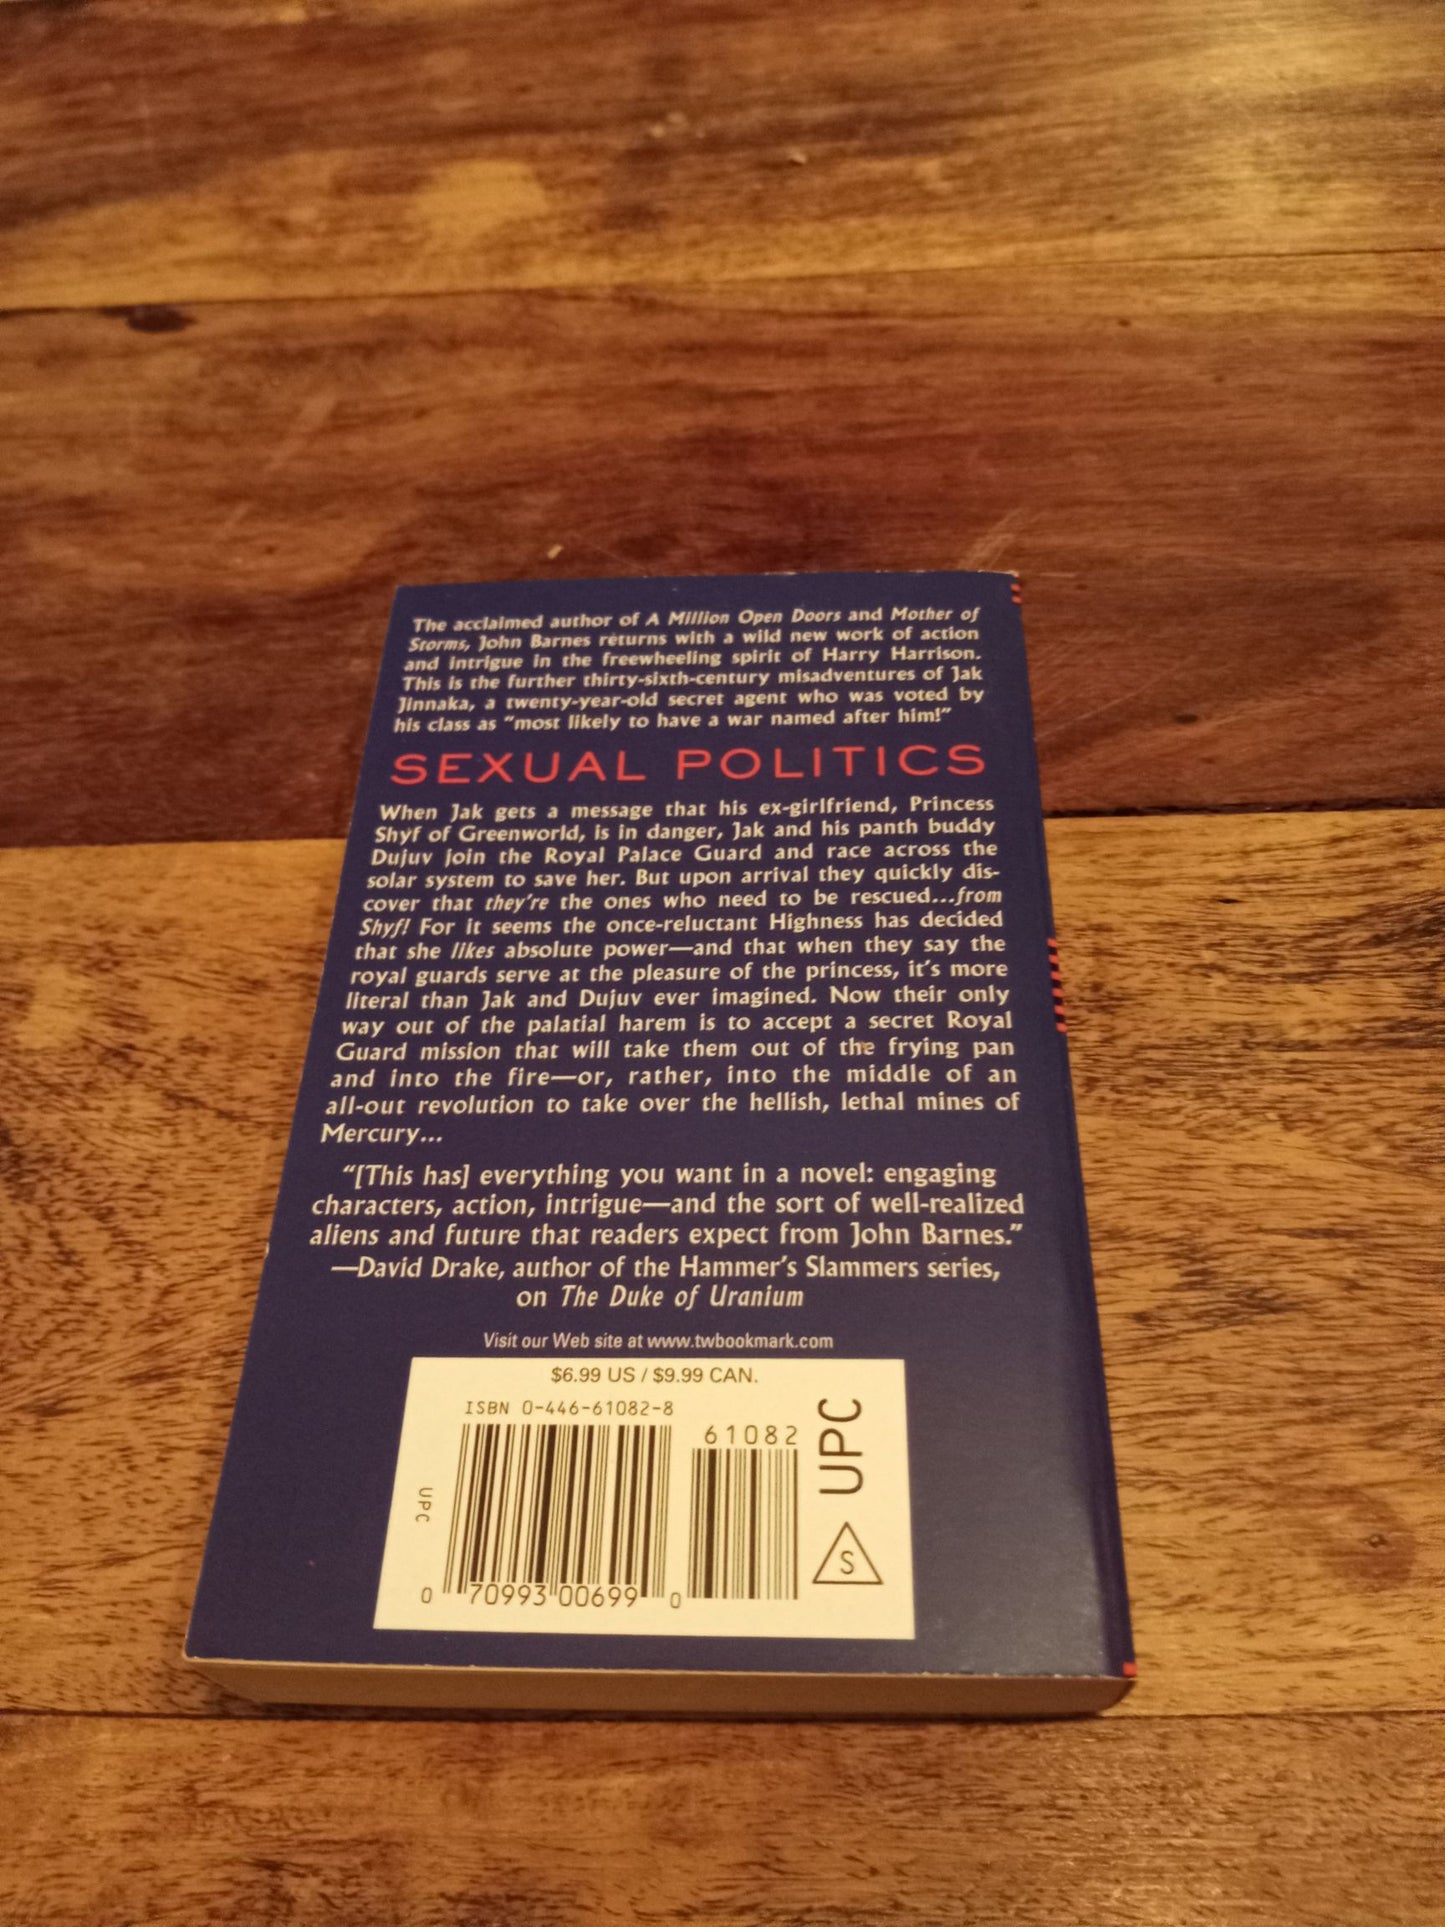 The acclaimed author of A Million Open Doors and Mother of
Storms, John Barnes returns with a wild new work of action
and intrigue in the freewheeling spirit of Harry Harrison.
This is the further thirty-sixth-century misadventures of Jak
Jinnaka, a twenty-year-old secret agent who was voted by
his class as “most likely to have a war named after him!”
SEXUAL POLITICS
When Jak gets a message that his ex-girlfriend, Princess
Shyf of Greenworld, is in danger, Jak and his panth buddy
Dujuv join the Royal Palace Guard and race across the
solar system to save her. But upon arrival they quickly dis-
cover that they’re the ones who need to be rescued...from
Shyf! For it seems the once-reluctant Highness has decided
that she likes absolute power—and that when they say the
royal guards serve at the pleasure of the princess, it’s more
literal than Jak and Dujuv ever imagined. Now their only
way out of the palatial harem is to accept a secret Royal
Guard mission that will take them out of the frying pan
and into the fire—or, rather, into the middle of an
all-out revolution to take over the hellish, lethal mines of
Mercury...
“[This has] everything you want in a novel: engaging
characters, action, intrigue—and the sort of well-realized
aliens and future that readers expect from John Barnes.”
—David Drake, author of the Hammer’s Slammers series,
on The Duke of Uranium
Visit our Web site at www.twbookmark.com
$6.99 US / $9.99 CAN.
ISBN 0-446-61082-8
61082
UPC
UPC
S
0 70993 00699 0